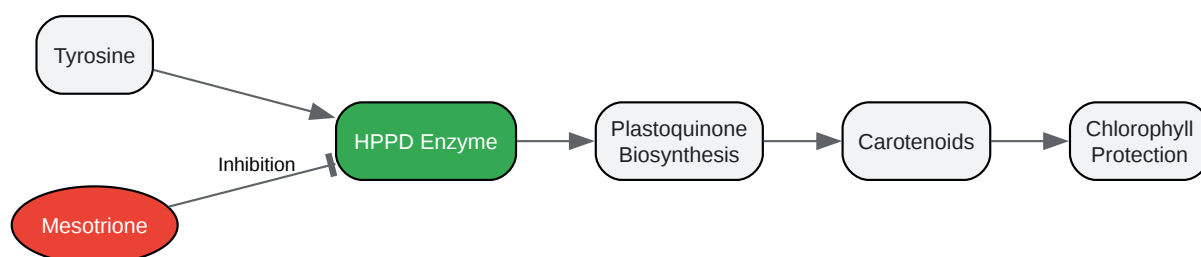 Tyrosine
Mesotrione
Inhibition
HPPD Enzyme
Plastoquinone
Biosynthesis
Carotenoids
Chlorophyll
Protection